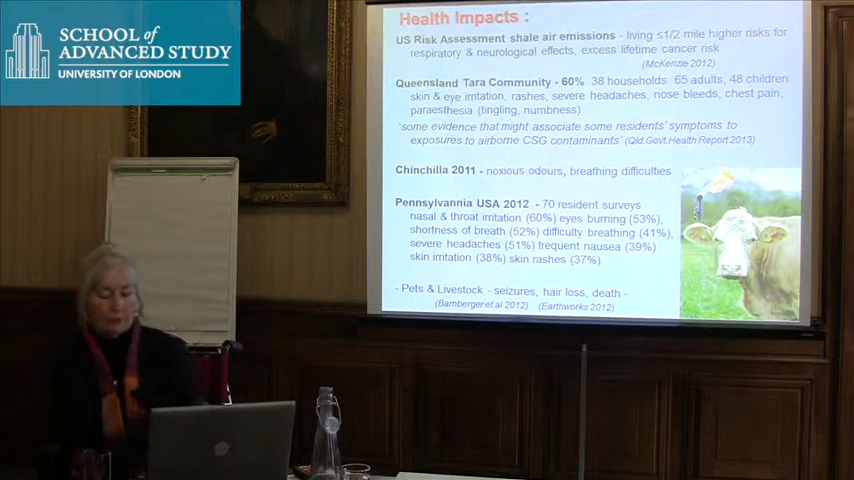 SCHOOL of
ADVANCED STUDY
UNIVERSITY OF LONDON
Health Impacts :
US Risk Assessment shale air emissions - living ≤1/2 mile higher risks for
respiratory & neurological effects, excess lifetime cancer risk
(McKenzie 2012)
Queensland Tara Community - 60% 38 households 65 adults, 48 children
skin & eye irritation, rashes, severe headaches, nose bleeds, chest pain,
paraesthesia (tingling, numbness)
'some evidence that might associate some residents' symptoms to
exposures to airborne CSG contaminants' (Qld.Govt.Health Report 2013)
Chinchilla 2011 - noxious odours, breathing difficulties
Pennsylvannia USA 2012 - 70 resident surveys
nasal & throat irritation (60%) eyes burning (53%),
shortness of breath (52%) difficulty breathing (41%),
severe headaches (51%) frequent nausea (39%)
skin irritation (38%) skin rashes (37%)
- Pets & Livestock - seizures, hair loss, death -
(Bamberger et al 2012) (Earthworks 2012)